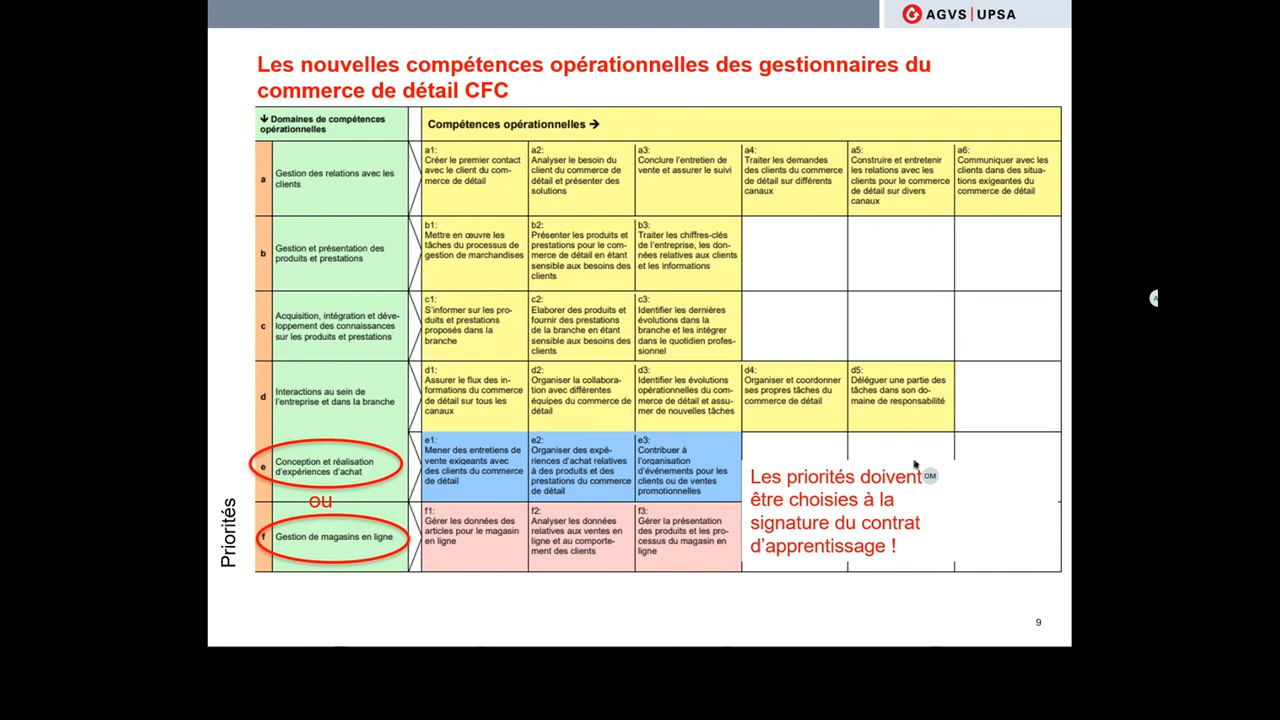 AGVS|UPSA
Les nouvelles compétences opérationnelles des gestionnaires du
commerce de détail CFC
↓ Domaines de compétences
opérationnelles
Compétences opérationnelles →
a
Gestion des relations avec les
clients
a1:
Créer le premier contact
avec le client du com-
merce de détail
a2:
Analyser le besoin du
client du commerce de
détail et présenter des
solutions
a3:
Conclure l'entretien de
vente et assurer le suivi
a4:
Traiter les demandes
des clients du commerce
de détail sur différents
canaux
a5:
Construire et entretenir
les relations avec les
clients pour le commerce
de détail sur divers
canaux
a6:
Communiquer avec les
clients dans des situa-
tions exigeantes du
commerce de détail
b
Gestion et présentation des
produits et prestations
b1:
Mettre en œuvre les
tâches du processus de
gestion de marchandises
b2:
Présenter les produits et
prestations pour le com-
merce de détail en étant
sensible aux besoins des
clients
b3:
Traiter les chiffres-clés
de l'entreprise, les don-
nées relatives aux clients
et les informations
c
Acquisition, intégration et déve-
loppement des connaissances
sur les produits et prestations
c1:
S'informer sur les pro-
duits et prestations
proposés dans la
branche
c2:
Elaborer des produits et
fournir des prestations
de la branche en étant
sensible aux besoins des
clients
c3:
Identifier les dernières
évolutions dans la
branche et les intégrer
dans le quotidien profes-
sionnel
d
Interactions au sein de
l'entreprise et dans la branche
d1:
Assurer le flux des in-
formations du commerce
de détail sur tous les
canaux
d2:
Organiser la collabora-
tion avec différentes
équipes du commerce de
détail
d3:
Identifier les évolutions
opérationnelles du com-
merce de détail et assu-
mer de nouvelles tâches
d4:
Organiser et coordonner
ses propres tâches du
commerce de détail
d5:
Déléguer une partie des
tâches dans son do-
maine de responsabilité
e
Conception et réalisation
d'expériences d'achat
e1:
Mener des entretiens de
vente exigeants avec
des clients du commerce
de détail
e2:
Organiser des expé-
riences d'achat relatives
à des produits et des
prestations du commerce
de détail
e3:
Contribuer à
l'organisation
d'événements pour les
clients ou de ventes
promotionnelles
ou
Priorités
f
Gestion de magasins en ligne
f1:
Gérer les données des
articles pour le magasin
en ligne
f2:
Analyser les données
relatives aux ventes en
ligne et au comporte-
ment des clients
f3:
Gérer la présentation
des produits et les pro-
cessus du magasin en
ligne
Les priorités doivent
être choisies à la
signature du contrat
d'apprentissage !
OM
9